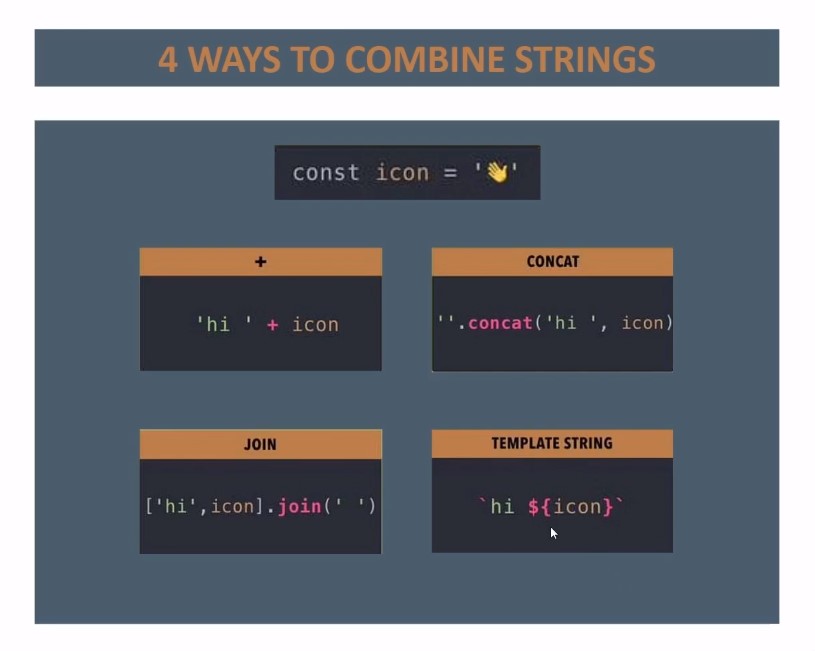 4 WAYS TO COMBINE STRINGS
const icon = '👋'
+
'hi ' + icon
CONCAT
''.concat('hi ', icon)
JOIN
['hi',icon].join(' ')
TEMPLATE STRING
`hi ${icon}`